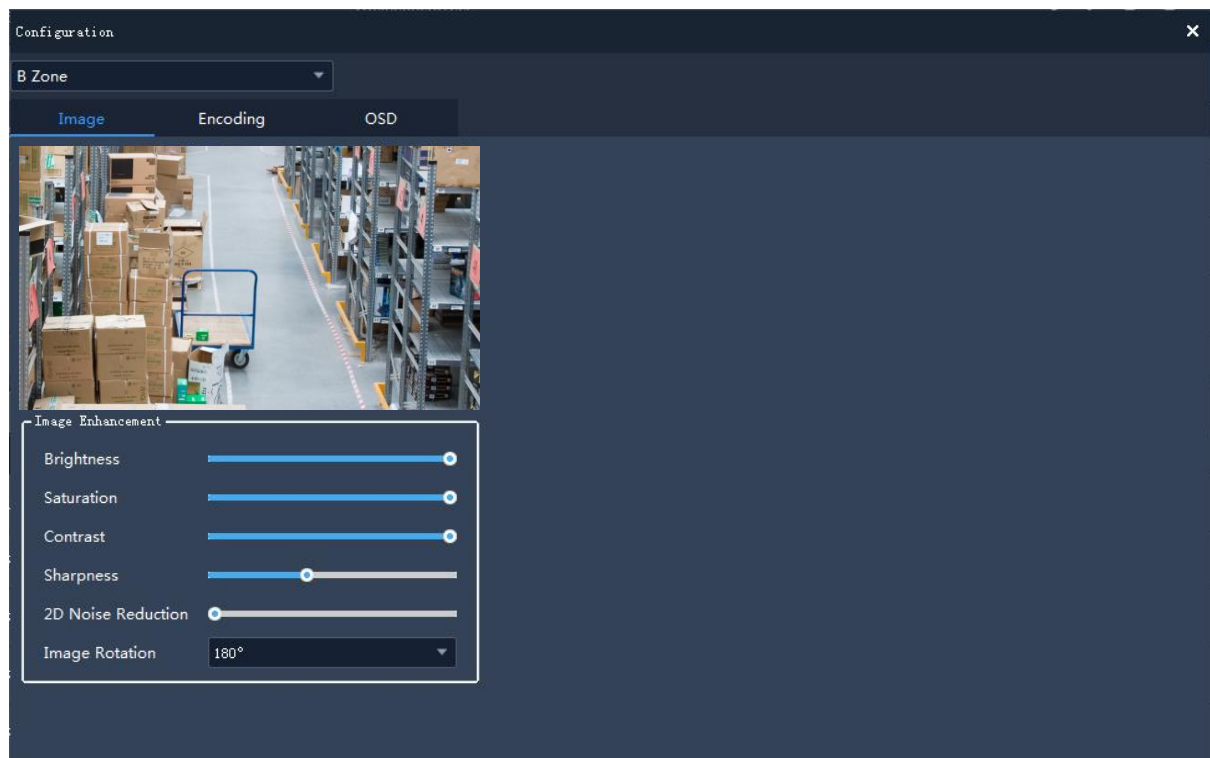 Configuration
B Zone
Image Encoding OSD
Image Enhancement
Brightness
Saturation
Contrast
Sharpness
2D Noise Reduction
Image Rotation 180°